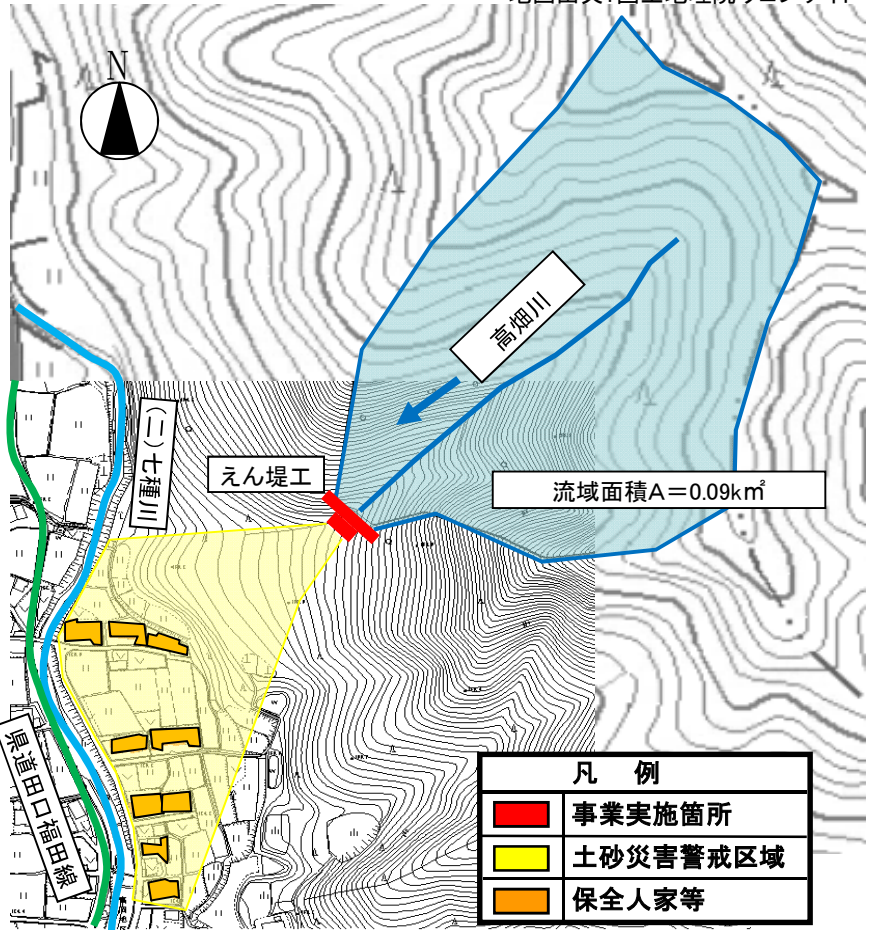 N
高畑川
(二)七種川
えん堤工
流域面積A=0.09k㎡
県道田口福田線
凡 例
事業実施箇所
土砂災害警戒区域
保全人家等